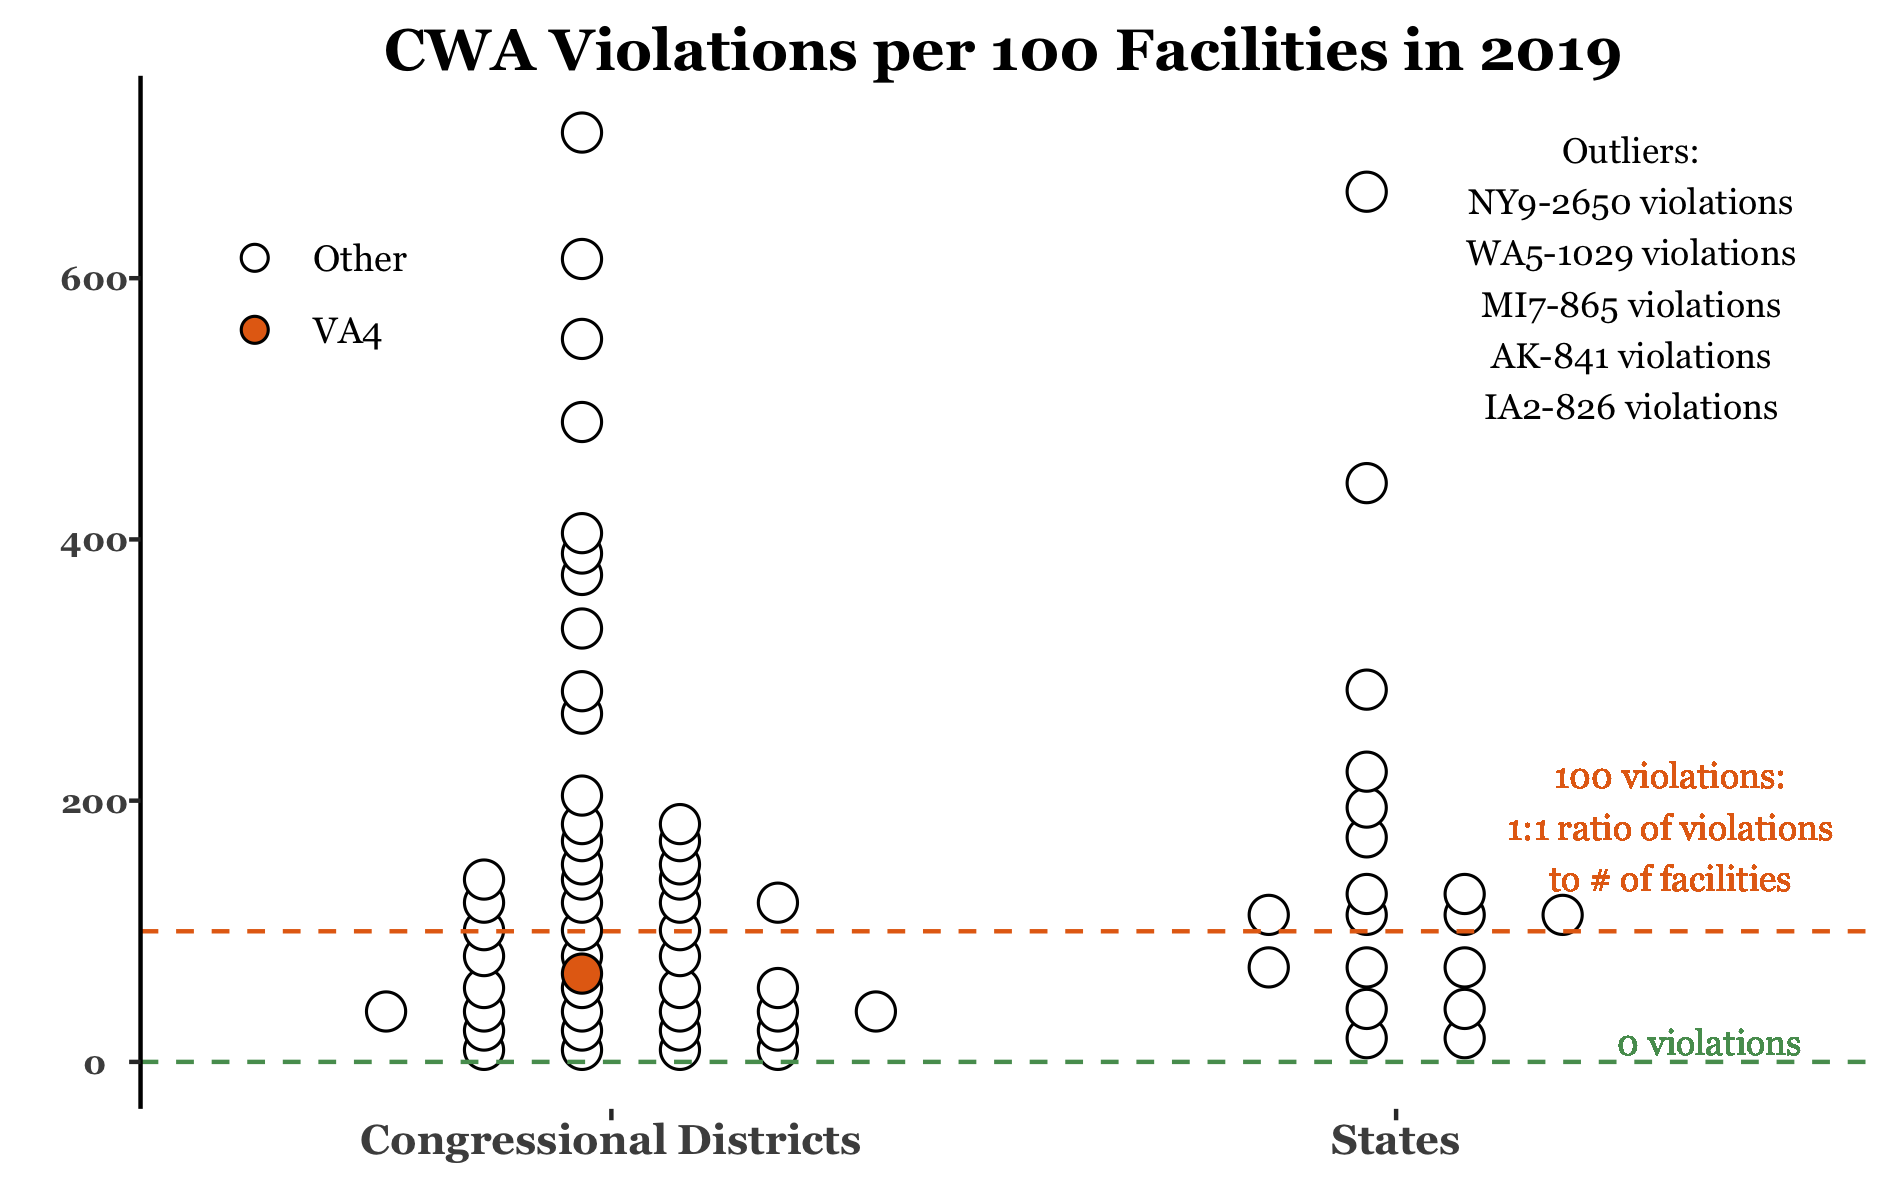 CWA Violations per 100 Facilities in 2019
Outliers:
NY9-2650 violations
WA5-1029 violations
MI7-865 violations
AK-841 violations
IA2-826 violations
Other
VA4
600
400
200
0
100 violations:
1:1 ratio of violations
to # of facilities
0 violations
Congressional Districts
States